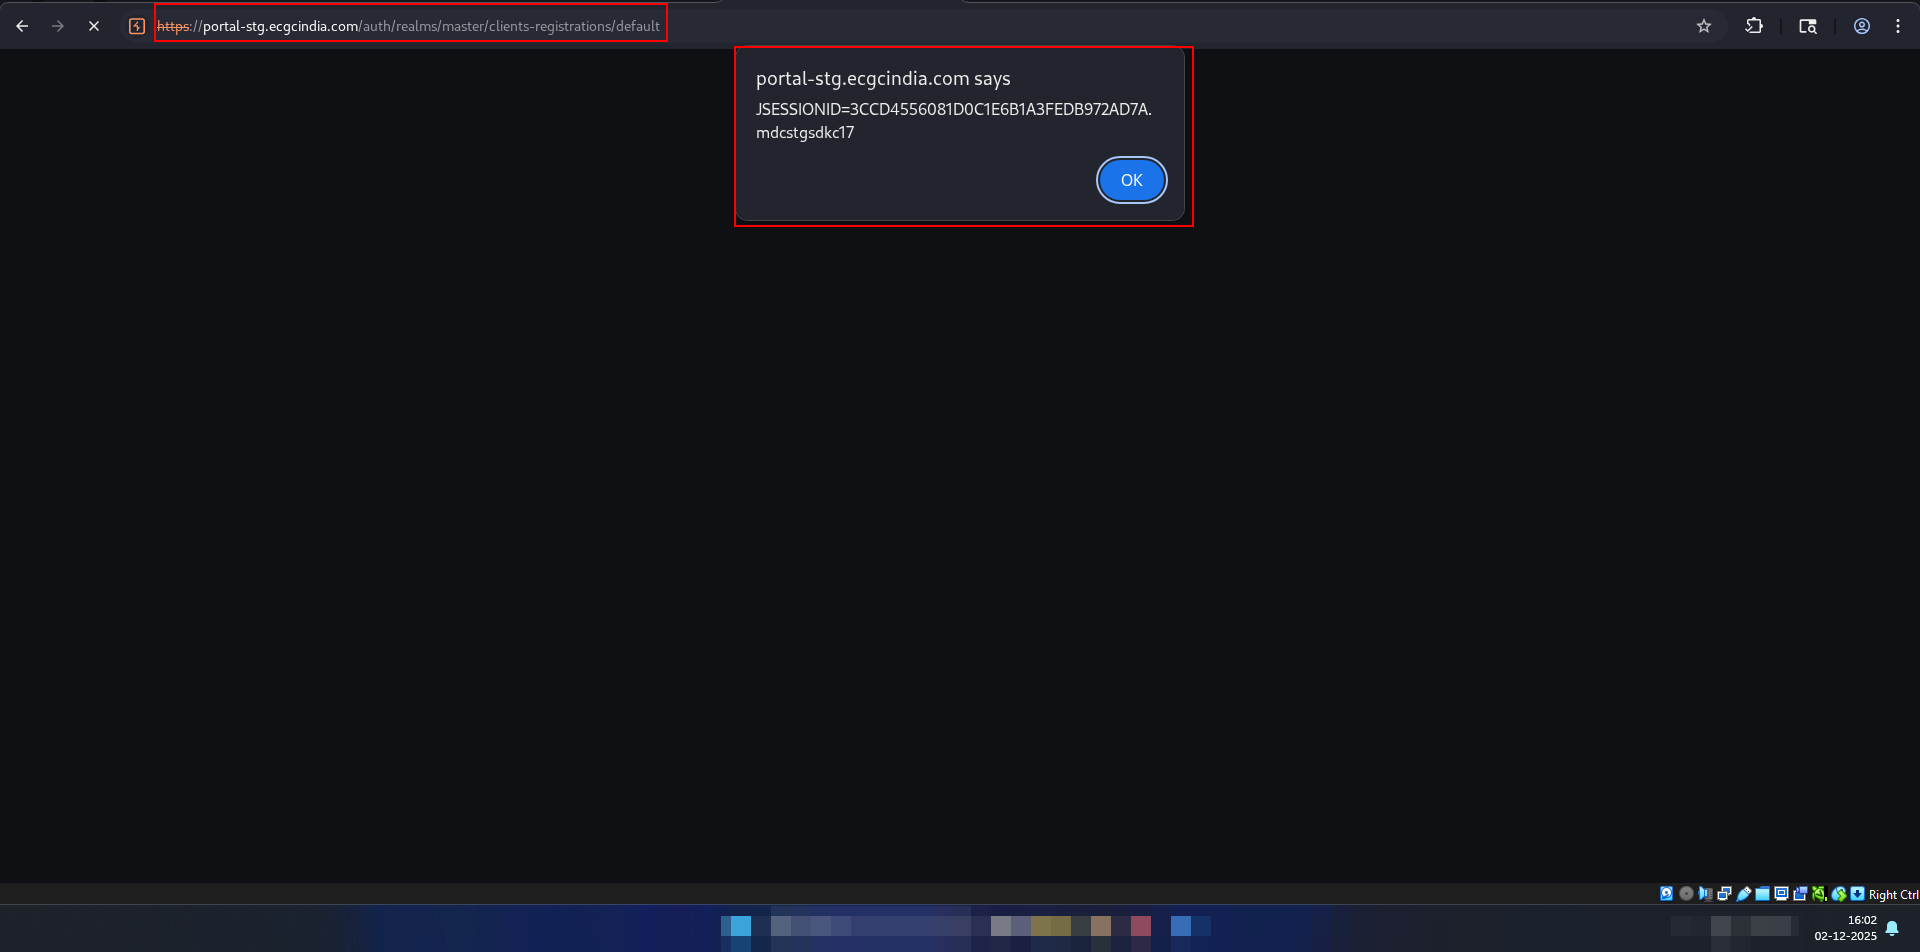 https://portal-stg.ecgcindia.com/auth/realms/master/clients-registrations/default
portal-stg.ecgcindia.com says
JSESSIONID=3CCD4556081D0C1E6B1A3FEDB972AD7A.
mdcstgsdkc17
OK
Right Ctrl
16:02
02-12-2025